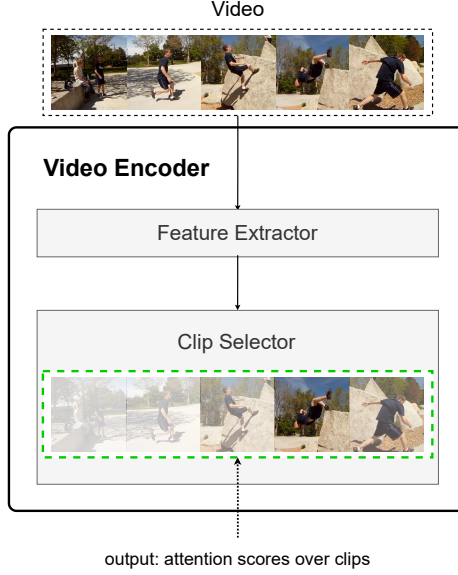 Video
Video Encoder
Feature Extractor
Clip Selector
output: attention scores over clips